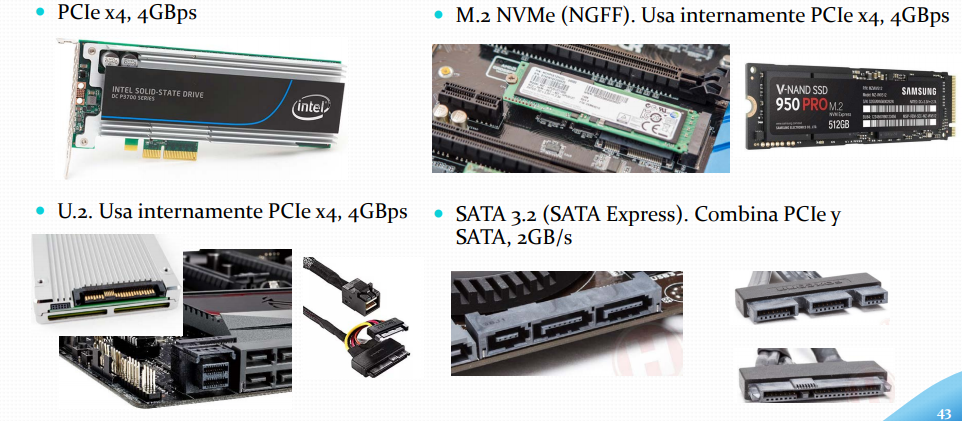 PCIe x4, 4GBps
INTEL SOLID-STATE DRIVE
DC P3700 SERIES
intel
M.2 NVMe (NGFF). Usa internamente PCIe x4, 4GBps
V-NAND SSD
950 PRO M.2
NVM Express
512GB
SAMSUNG
U.2. Usa internamente PCIe x4, 4GBps
SATA 3.2 (SATA Express). Combina PCIe y
SATA, 2GB/s
43